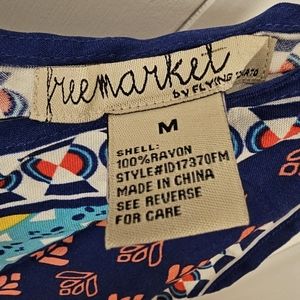 freemarket
by FLYING TOMATO
M
SHELL:
100%RAYON
STYLE#ID17370FM
MADE IN CHINA
SEE REVERSE
FOR CARE